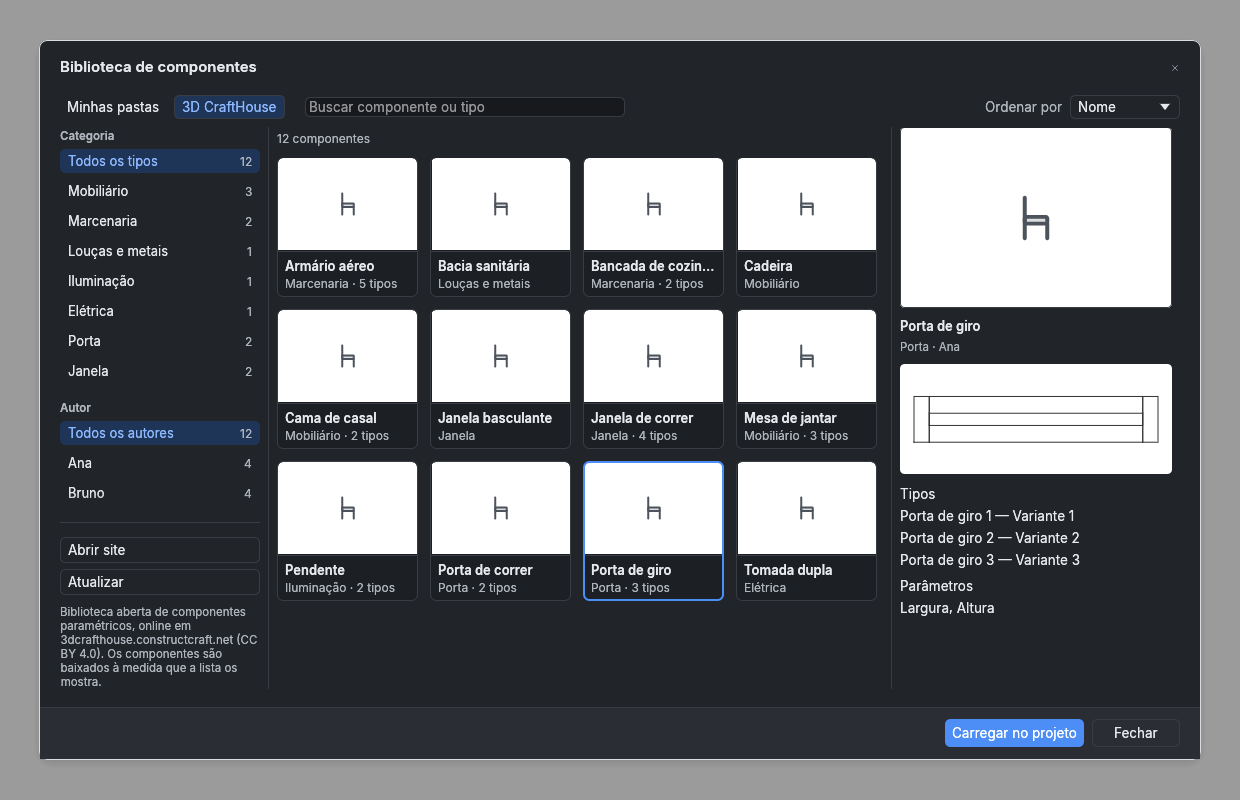 Biblioteca de componentes
×
Minhas pastas
3D CraftHouse
Buscar componente ou tipo
Ordenar por
Nome
Categoria
Todos os tipos 12
Mobiliário 3
Marcenaria 2
Louças e metais 1
Iluminação 1
Elétrica 1
Porta 2
Janela 2
Autor
Todos os autores 12
Ana 4
Bruno 4
Abrir site
Atualizar
Biblioteca aberta de componentes
paramétricos, online em
3dcrafthouse.constructcraft.net (CC
BY 4.0). Os componentes são
baixados à medida que a lista os
mostra.
12 componentes
Armário aéreo
Marcenaria · 5 tipos
Bacia sanitária
Louças e metais
Bancada de cozin...
Marcenaria · 2 tipos
Cadeira
Mobiliário
Cama de casal
Mobiliário · 2 tipos
Janela basculante
Janela
Janela de correr
Janela · 4 tipos
Mesa de jantar
Mobiliário · 3 tipos
Pendente
Iluminação · 2 tipos
Porta de correr
Porta · 2 tipos
Porta de giro
Porta · 3 tipos
Tomada dupla
Elétrica
Porta de giro
Porta · Ana
Tipos
Porta de giro 1 — Variante 1
Porta de giro 2 — Variante 2
Porta de giro 3 — Variante 3
Parâmetros
Largura, Altura
Carregar no projeto
Fechar